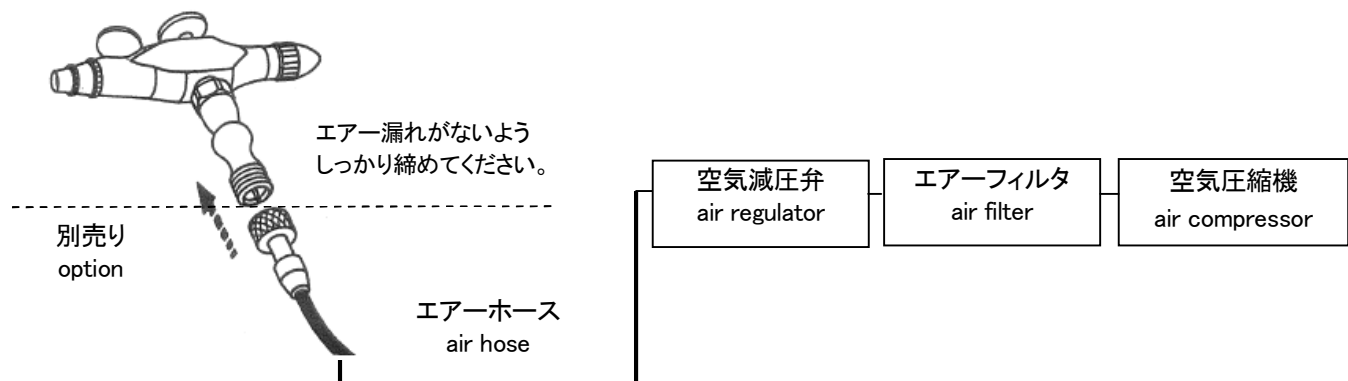 エアー漏れがないよう
しっかり締めてください。
別売り
option
エアーホース
air hose
空気減圧弁
air regulator
エアーフィルタ
air filter
空気圧縮機
air compressor